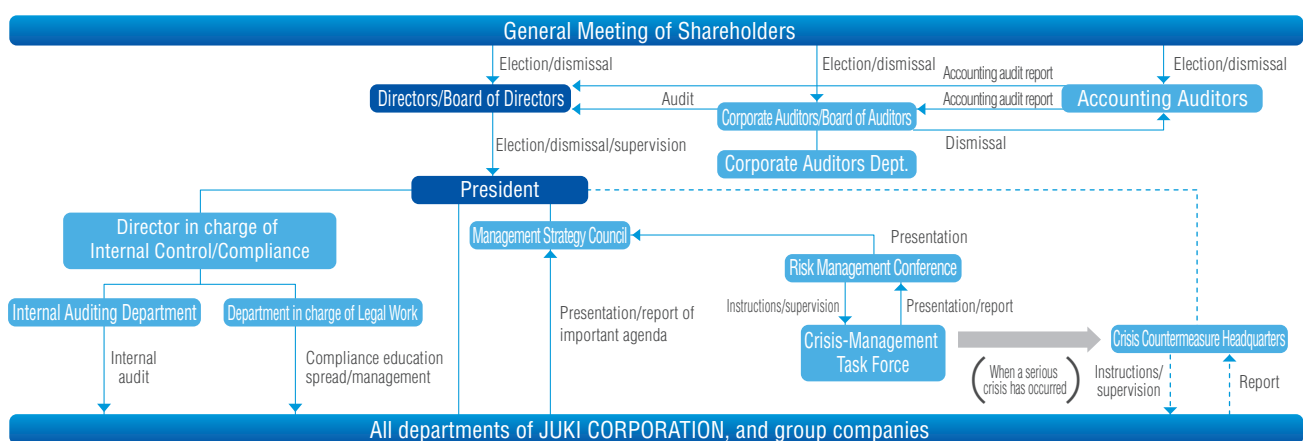 General Meeting of Shareholders
Election/dismissal
Election/dismissal
Election/dismissal
Accounting audit report
Directors/Board of Directors
Audit
Accounting audit report
Accounting Auditors
Corporate Auditors/Board of Auditors
Election/dismissal/supervision
Dismissal
Corporate Auditors Dept.
President
Director in charge of
Internal Control/Compliance
Management Strategy Council
Presentation
Risk Management Conference
Internal Auditing Department
Department in charge of Legal Work
Presentation/report of
important agenda
Instructions/supervision
Presentation/report
Crisis-Management
Task Force
Crisis Countermeasure Headquarters
Internal
audit
Compliance education
spread/management
(When a serious
crisis has occurred)
Instructions/
supervision
Report
All departments of JUKI CORPORATION, and group companies